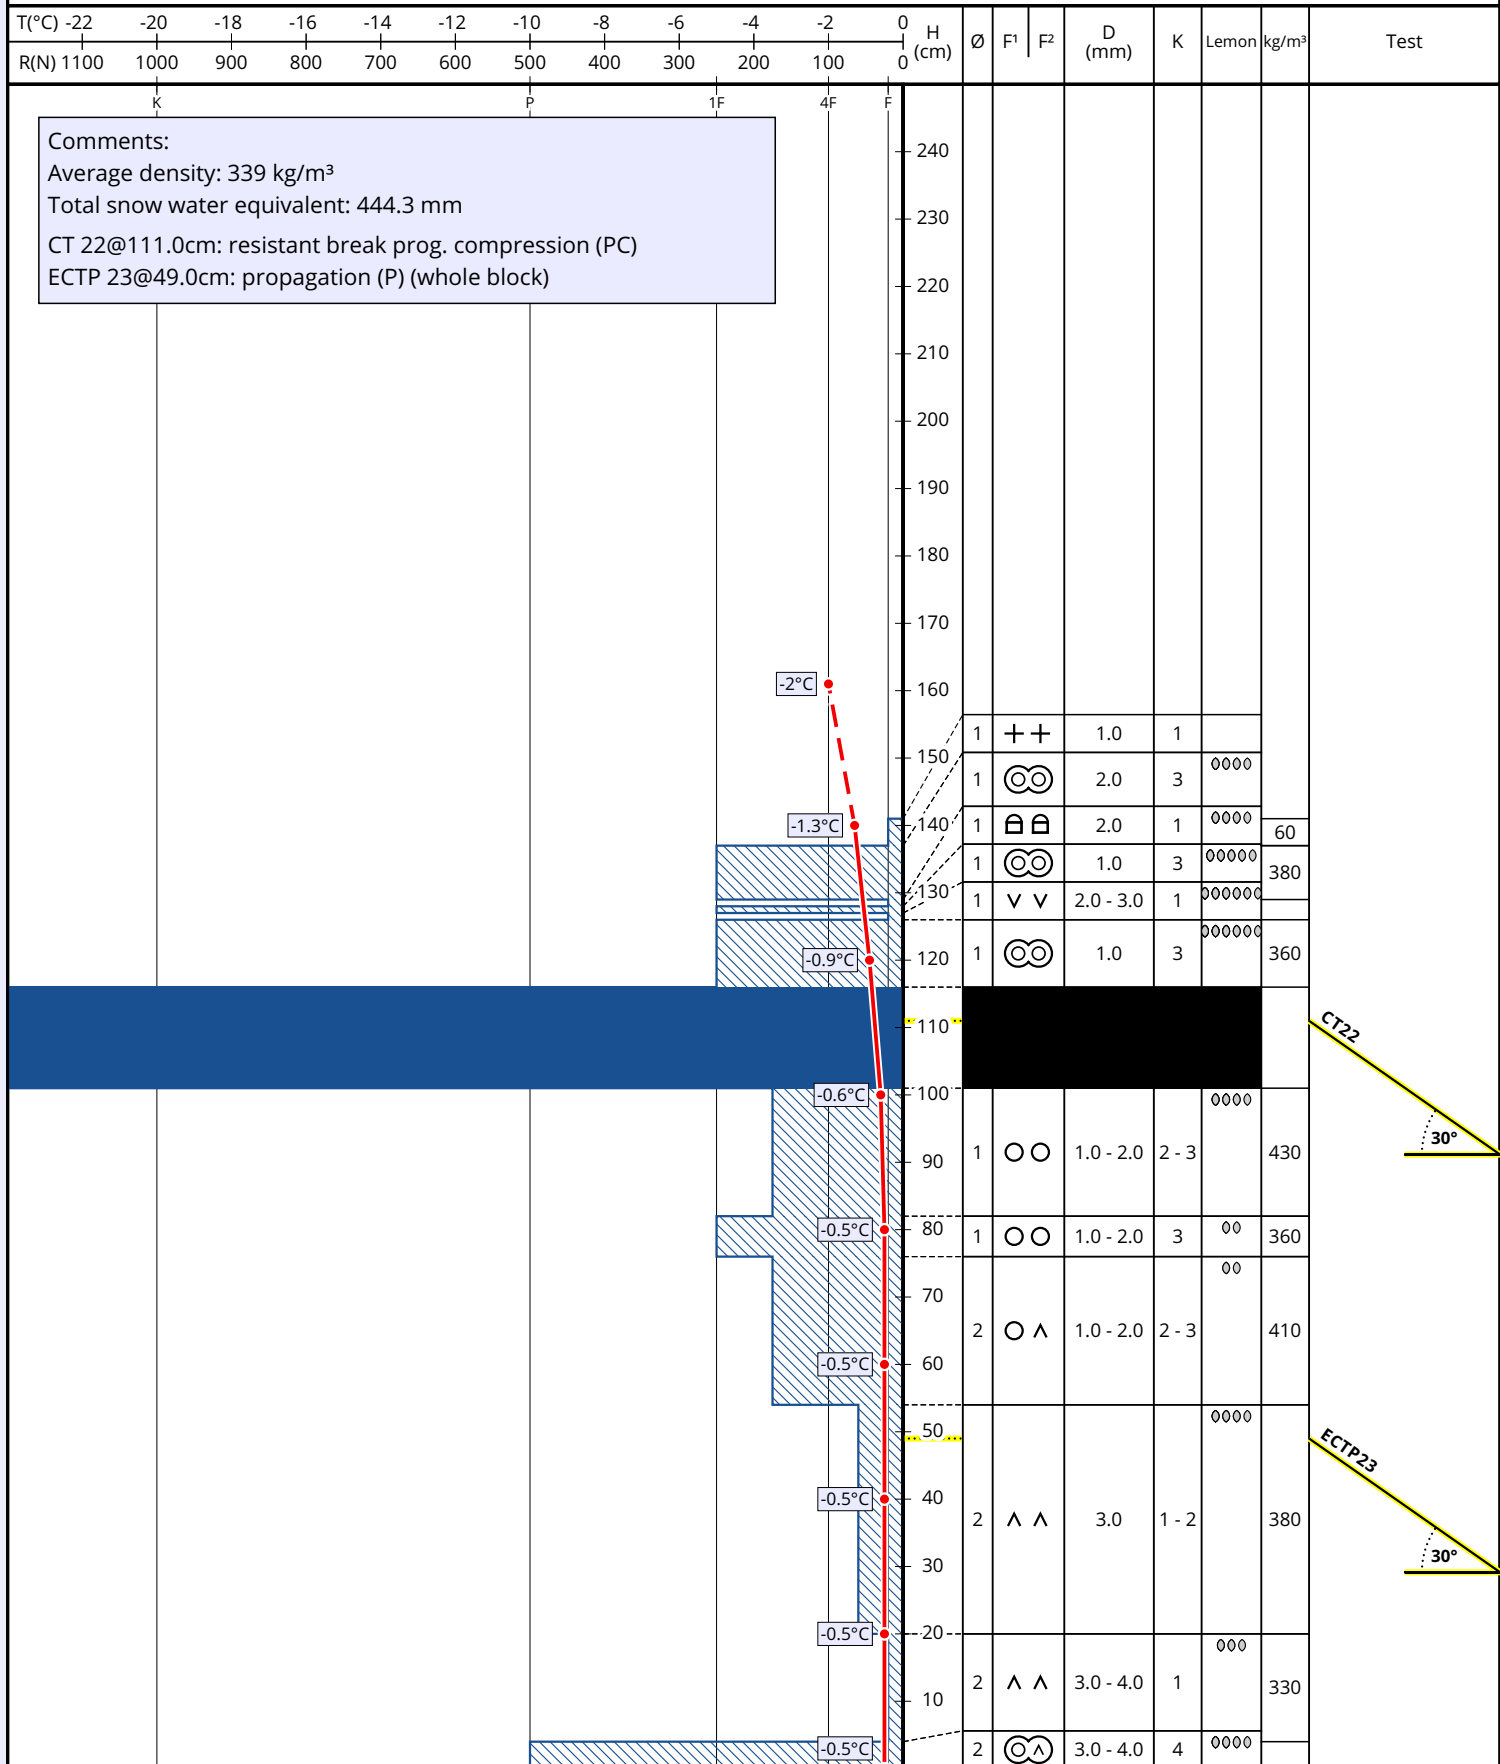 T(°C) -22 -20 -18 -16 -14 -12 -10 -8 -6 -4 -2 0
R(N) 1100 1000 900 800 700 600 500 400 300 200 100 0
H (cm) Ø F¹ F² D (mm) K Lemon kg/m³ Test
K P 1F 4F F
Comments:
Average density: 339 kg/m³
Total snow water equivalent: 444.3 mm
CT 22@111.0cm: resistant break prog. compression (PC)
ECTP 23@49.0cm: propagation (P) (whole block)
240
230
220
210
200
190
180
170
-2°C 160
1 1.0 1
150
1 2.0 3
-1.3°C 140 1 2.0 1 60
1 1.0 3 380
130 1 2.0 - 3.0 1
-0.9°C 120 1 1.0 3 360
110 CT22
-0.6°C 100
30°
90 1 1.0 - 2.0 2 - 3 430
-0.5°C 80 1 1.0 - 2.0 3 360
70
2 1.0 - 2.0 2 - 3 410
-0.5°C 60
50 ECTP23
-0.5°C 40
2 3.0 1 - 2 380
30 30°
-0.5°C 20
2 3.0 - 4.0 1 330
10
-0.5°C 2 3.0 - 4.0 4